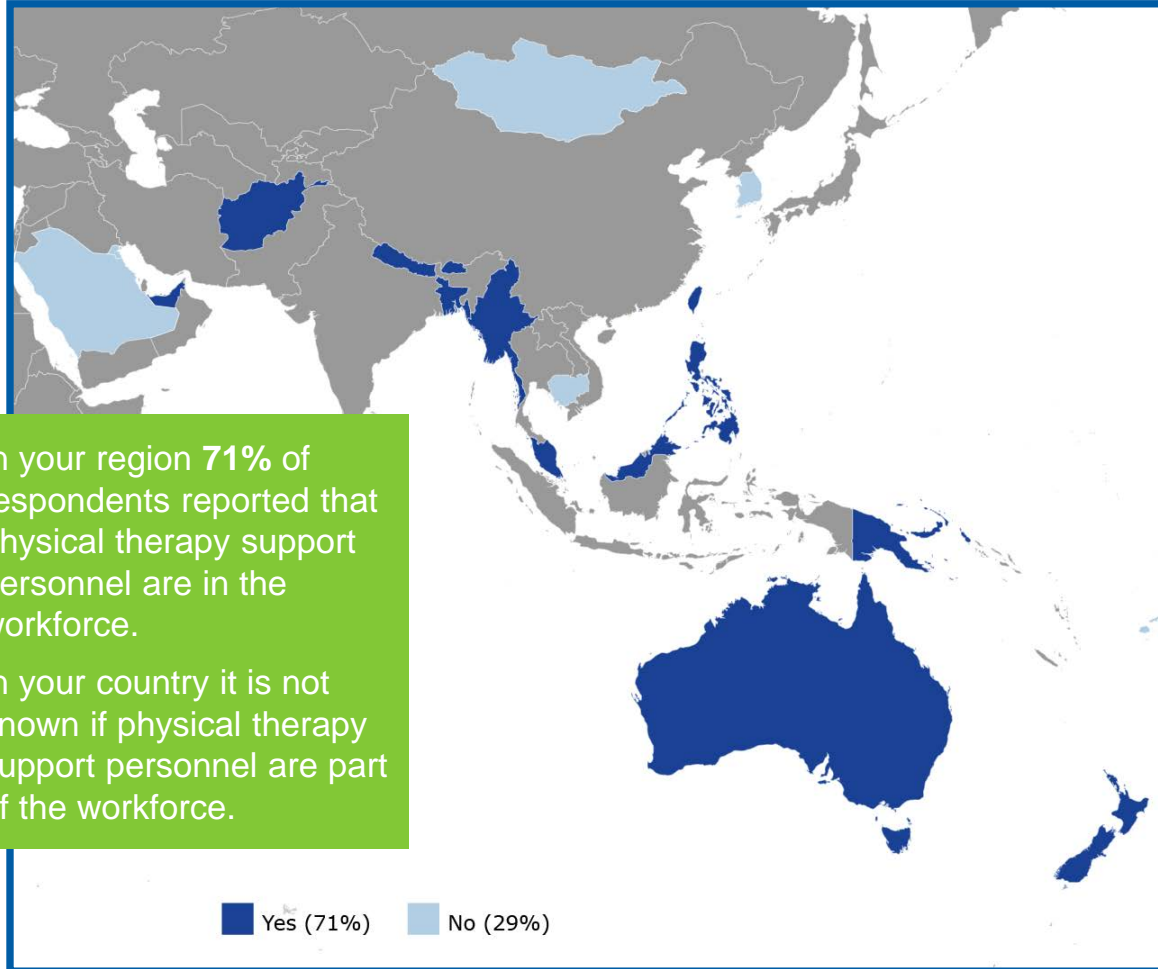 n your region 71% of
espondents reported that
hysical therapy support
ersonnel are in the
workforce.
n your country it is not
nown if physical therapy
upport personnel are part
f the workforce.
Yes (71%)
No (29%)